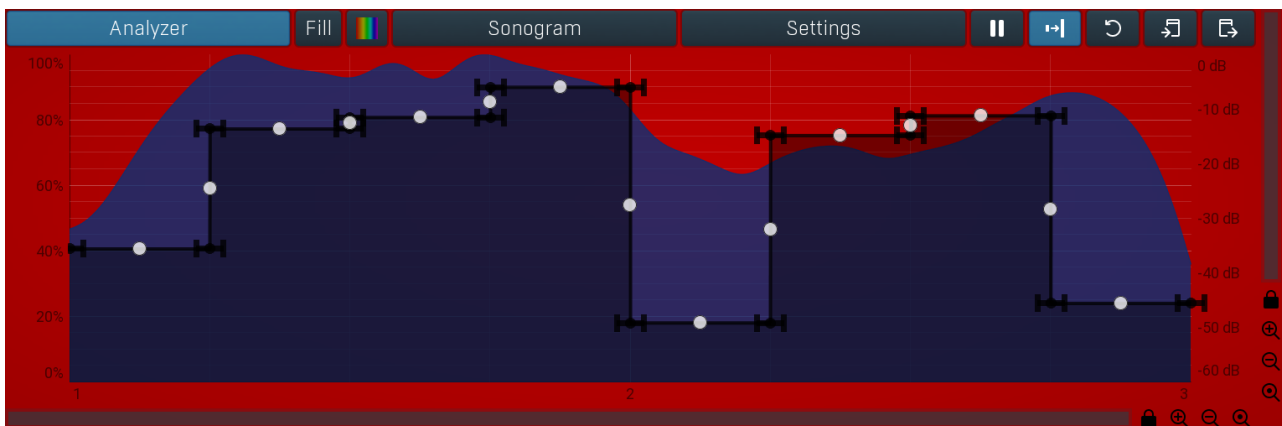 Analyzer Fill Sonogram Settings
100% 0 dB
80% -10 dB
-20 dB
60%
-30 dB
40%
-40 dB
20%
-50 dB
0% -60 dB
1 2 3